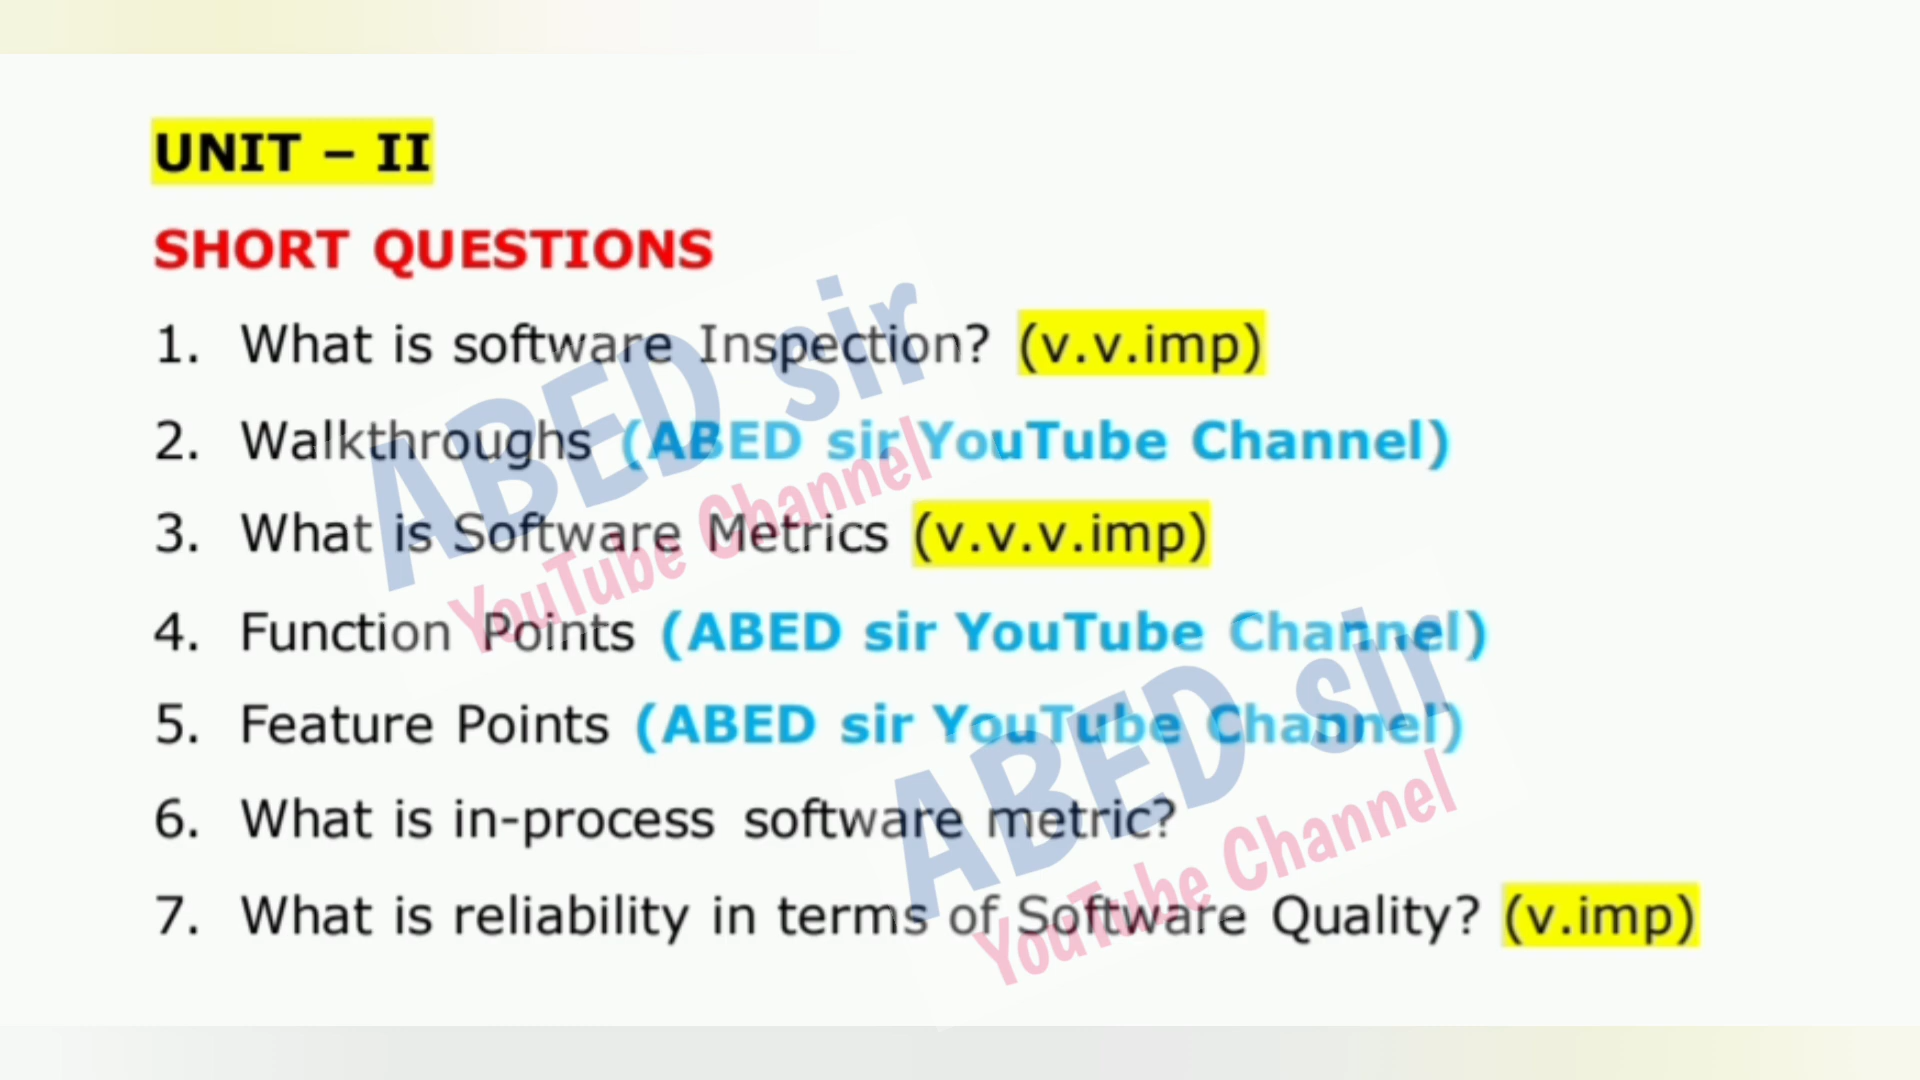 UNIT – II
SHORT QUESTIONS
1. What is software Inspection? (v.v.imp)
2. Walkthroughs (ABED sir YouTube Channel)
3. What is Software Metrics (v.v.v.imp)
4. Function Points (ABED sir YouTube Channel)
5. Feature Points (ABED sir YouTube Channel)
6. What is in-process software metric?
7. What is reliability in terms of Software Quality? (v.imp)
ABED sir
YouTube Channel
ABED sir
YouTube Channel